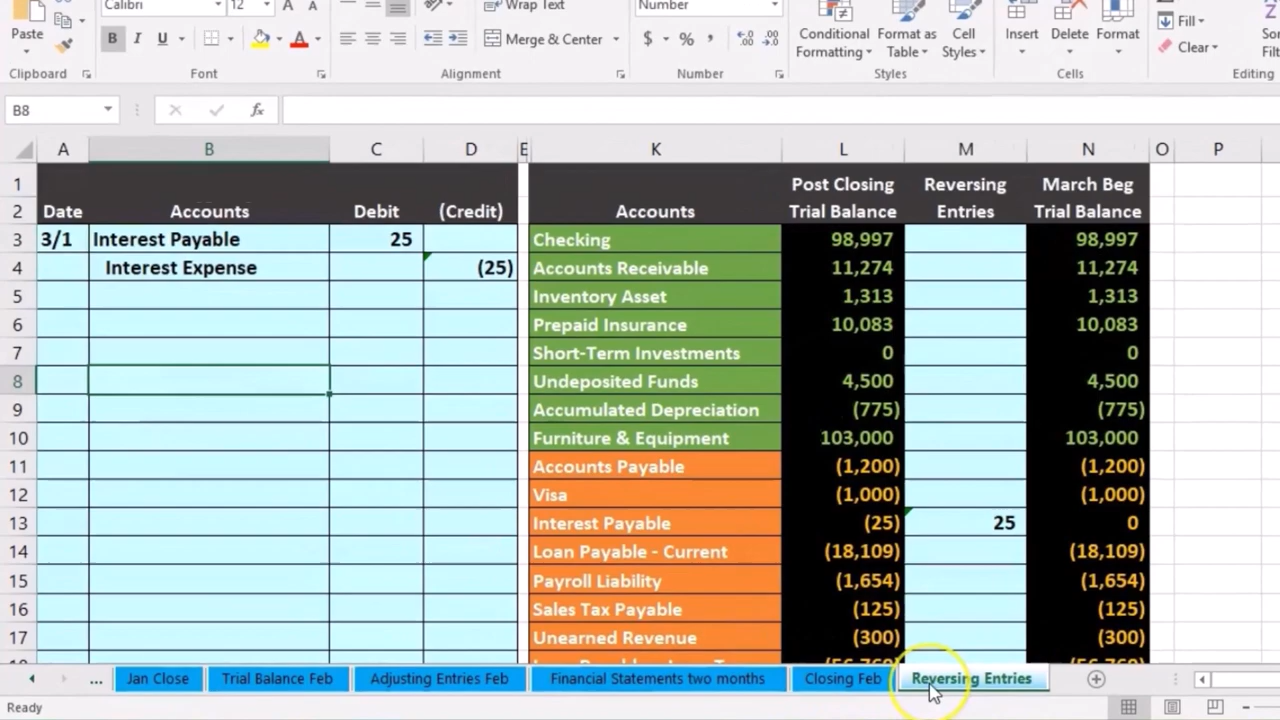 Calibri 12 A A Wrap Text Number
Paste B I U A Merge & Center $ % , Conditional Formatting Format as Table Cell Styles Insert Delete Format Fill Clear
Clipboard Font Alignment Number Styles Cells Editing
B8 fx
A B C D E K L M N O P
1 Post Closing Reversing March Beg
2 Date Accounts Debit (Credit) Accounts Trial Balance Entries Trial Balance
3 3/1 Interest Payable 25 Checking 98,997 98,997
4 Interest Expense (25) Accounts Receivable 11,274 11,274
5 Inventory Asset 1,313 1,313
6 Prepaid Insurance 10,083 10,083
7 Short-Term Investments 0 0
8 Undeposited Funds 4,500 4,500
9 Accumulated Depreciation (775) (775)
10 Furniture & Equipment 103,000 103,000
11 Accounts Payable (1,200) (1,200)
12 Visa (1,000) (1,000)
13 Interest Payable (25) 25 0
14 Loan Payable - Current (18,109) (18,109)
15 Payroll Liability (1,654) (1,654)
16 Sales Tax Payable (125) (125)
17 Unearned Revenue (300) (300)
... Jan Close Trial Balance Feb Adjusting Entries Feb Financial Statements two months Closing Feb Reversing Entries
Ready